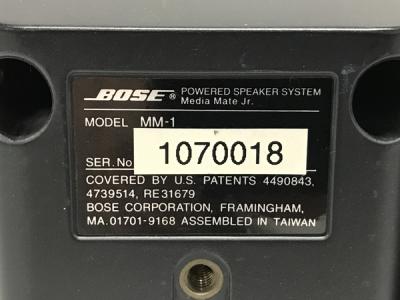 BOSE® POWERED SPEAKER SYSTEM
Media Mate Jr.
MODEL MM-1
SER. No 1070018
COVERED BY U.S. PATENTS 4490843,
4739514, RE31679
BOSE CORPORATION, FRAMINGHAM,
MA.01701-9168 ASSEMBLED IN TAIWAN